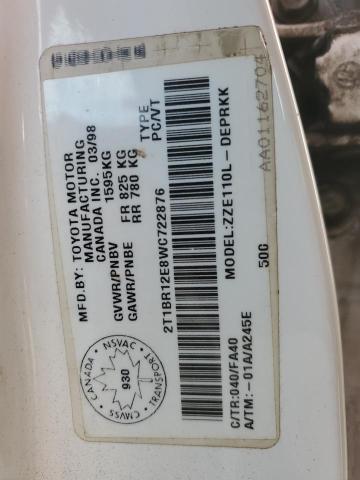 MFD.BY: TOYOTA MOTOR
MANUFACTURING
CANADA INC. 03/98
GVWR/PNBV 1595KG
GAWR/PNBE FR 825 KG
RR 780 KG
TYPE
PC/VT
2T1BR12E8WC722876
MODEL:ZZE110L-DEPRKK
50G
C/TR:040/FA40
A/TM:-01A/A245E
AA01162704
CANADA · NSVAC · TRANSPORT · CMVSS
930